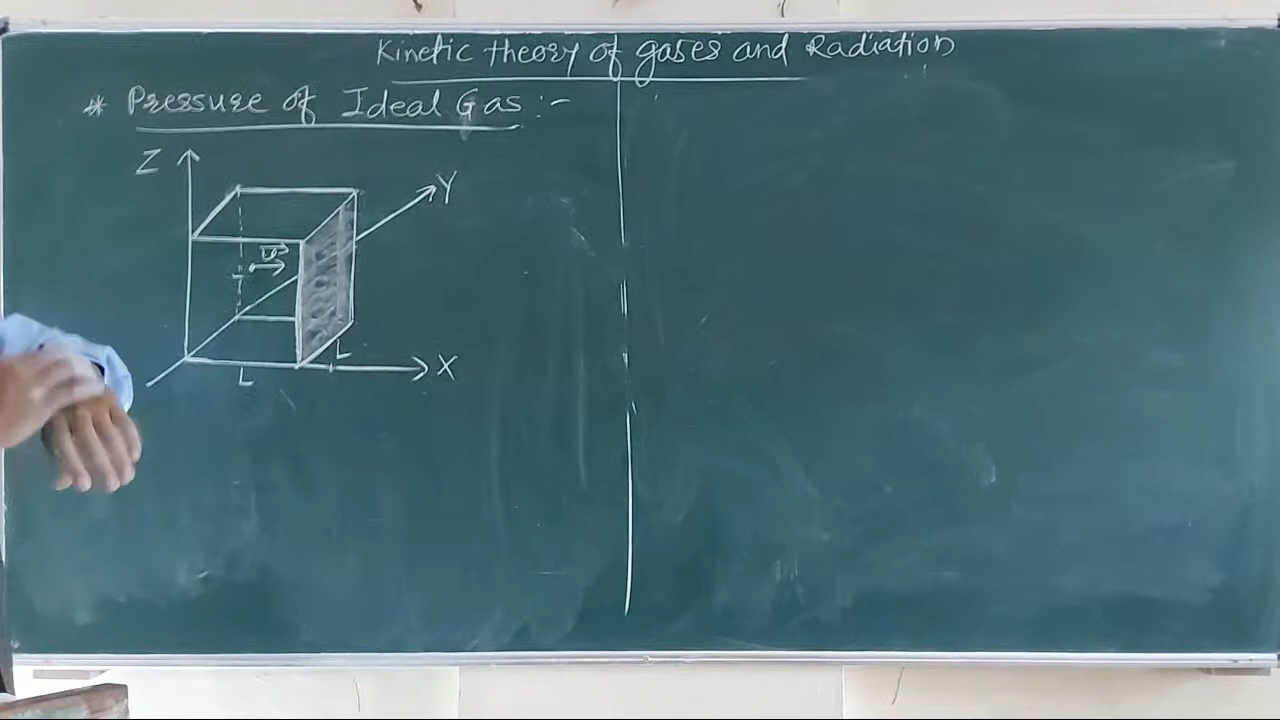 Kinetic theory of gases and Radiation
* Pressure of Ideal Gas :-
Z
Y
L
L
X